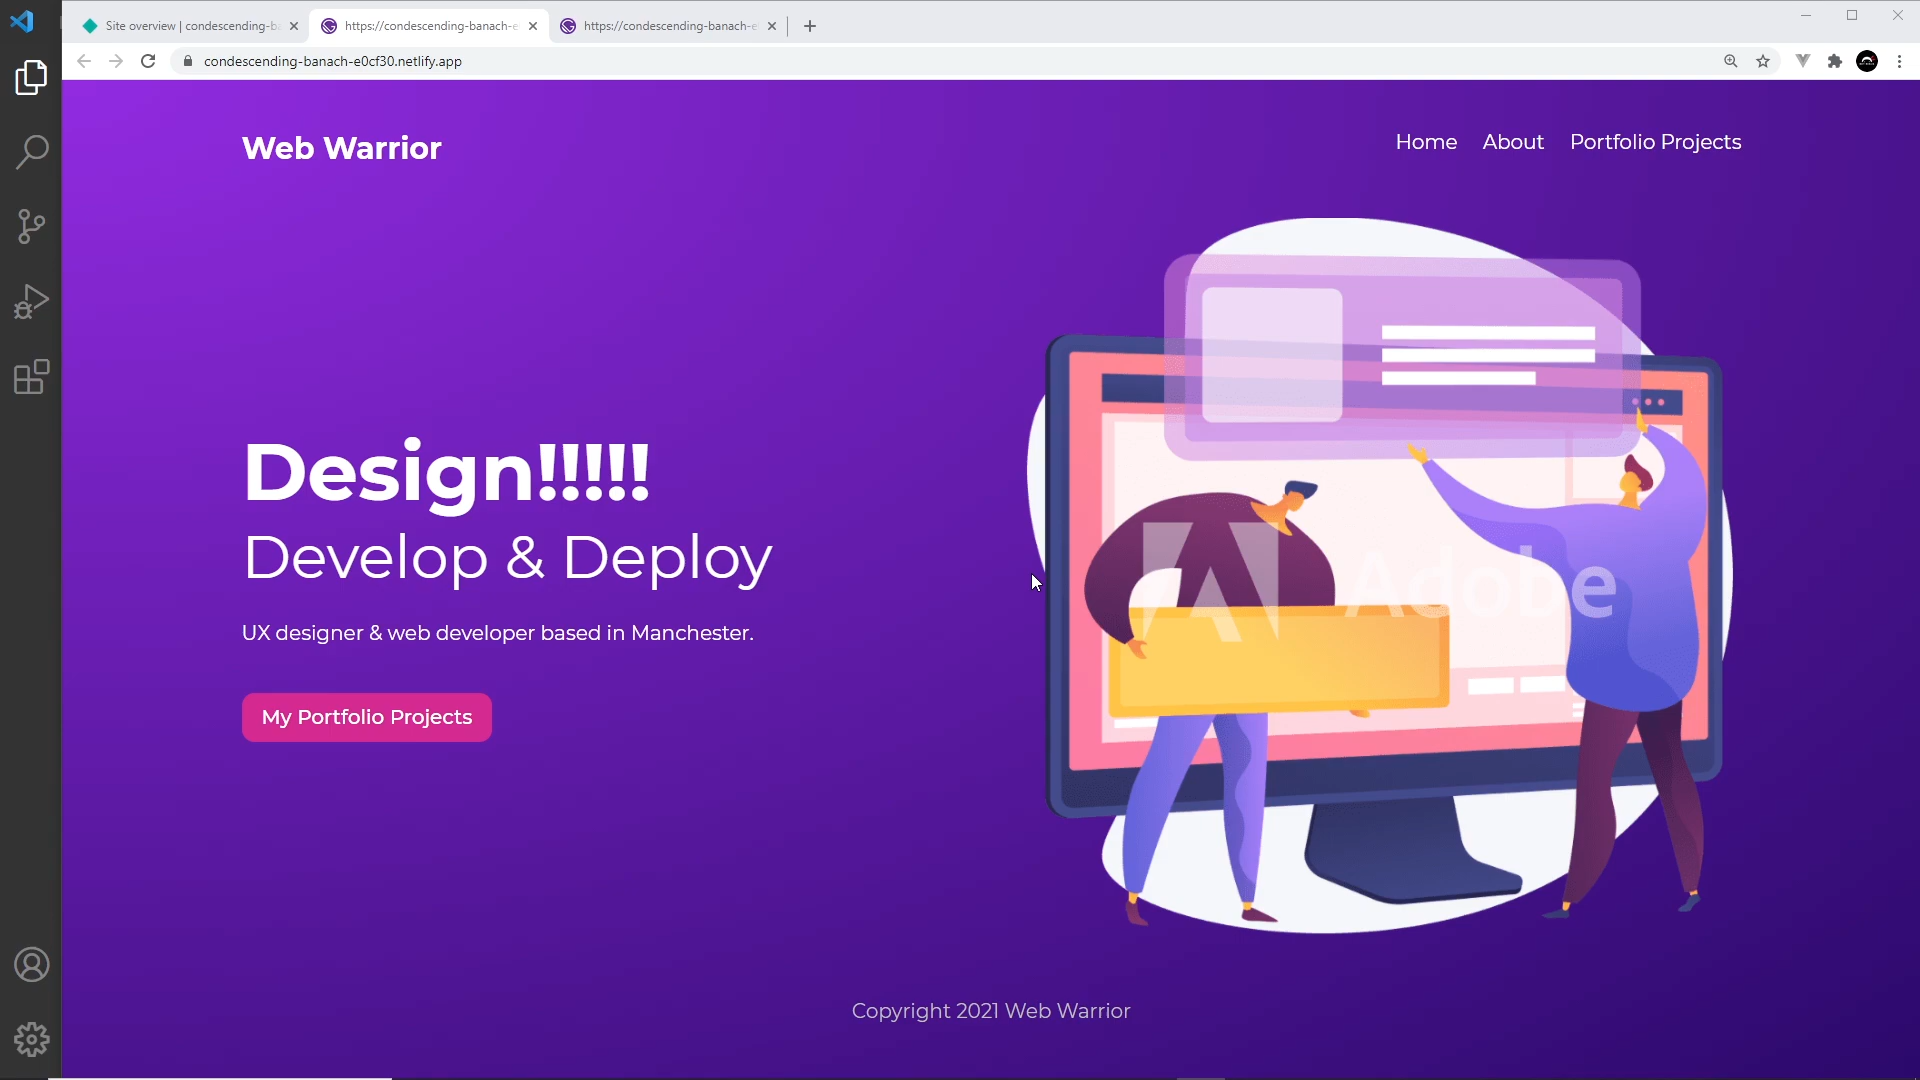 Site overview | condescending-b
https://condescending-banach-e
https://condescending-banach-e
condescending-banach-e0cf30.netlify.app
Web Warrior
Home
About
Portfolio Projects
Design!!!!!
Develop & Deploy
UX designer & web developer based in Manchester.
My Portfolio Projects
Adobe
Copyright 2021 Web Warrior